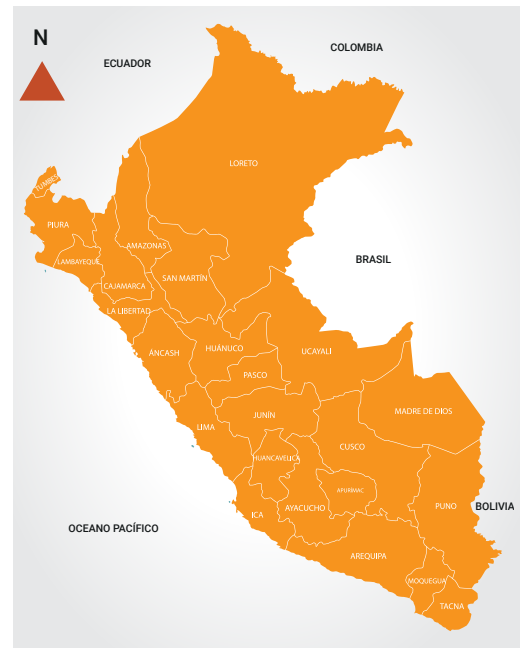 N
COLOMBIA
ECUADOR
LORETO
TUMBES
PIURA
AMAZONAS
LAMBAYEQUE
BRASIL
SAN MARTÍN
CAJAMARCA
LA LIBERTAD
ÁNCASH
HUÁNUCO
UCAYALI
PASCO
MADRE DE DIOS
JUNÍN
LIMA
CUSCO
HUANCAVELICA
APURÍMAC
AYACUCHO
PUNO
BOLIVIA
ICA
OCEANO PACÍFICO
AREQUIPA
MOQUEGUA
TACNA